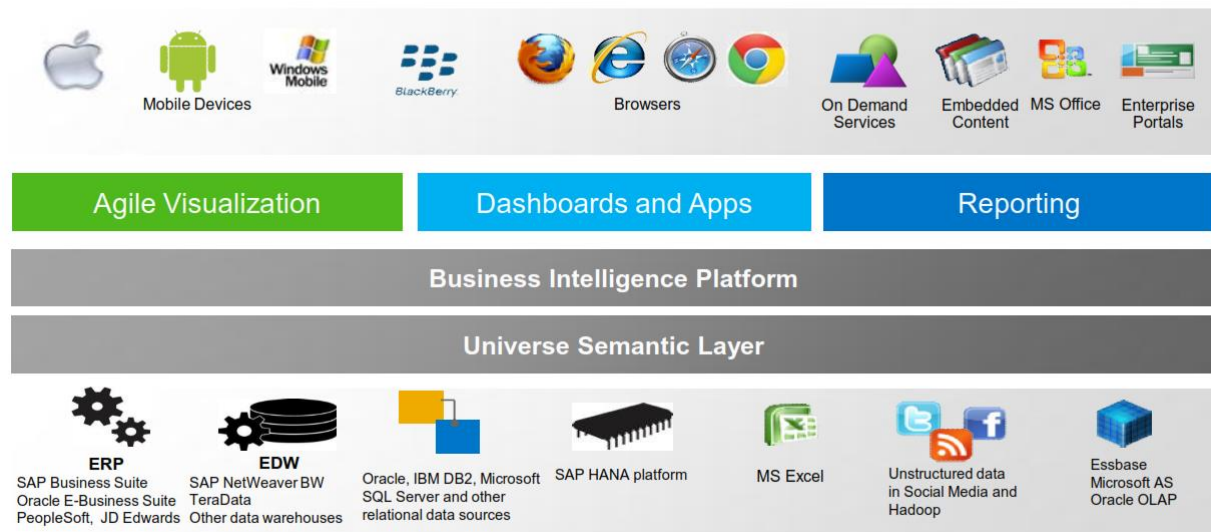 Windows
Mobile
BlackBerry.
Mobile Devices
Browsers
On Demand
Services
Embedded
Content
MS Office
Enterprise
Portals
Agile Visualization
Dashboards and Apps
Reporting
Business Intelligence Platform
Universe Semantic Layer
ERP
SAP Business Suite
Oracle E-Business Suite
PeopleSoft, JD Edwards
EDW
SAP NetWeaver BW
TeraData
Other data warehouses
Oracle, IBM DB2, Microsoft
SQL Server and other
relational data sources
SAP HANA platform
MS Excel
Unstructured data
in Social Media and
Hadoop
Essbase
Microsoft AS
Oracle OLAP